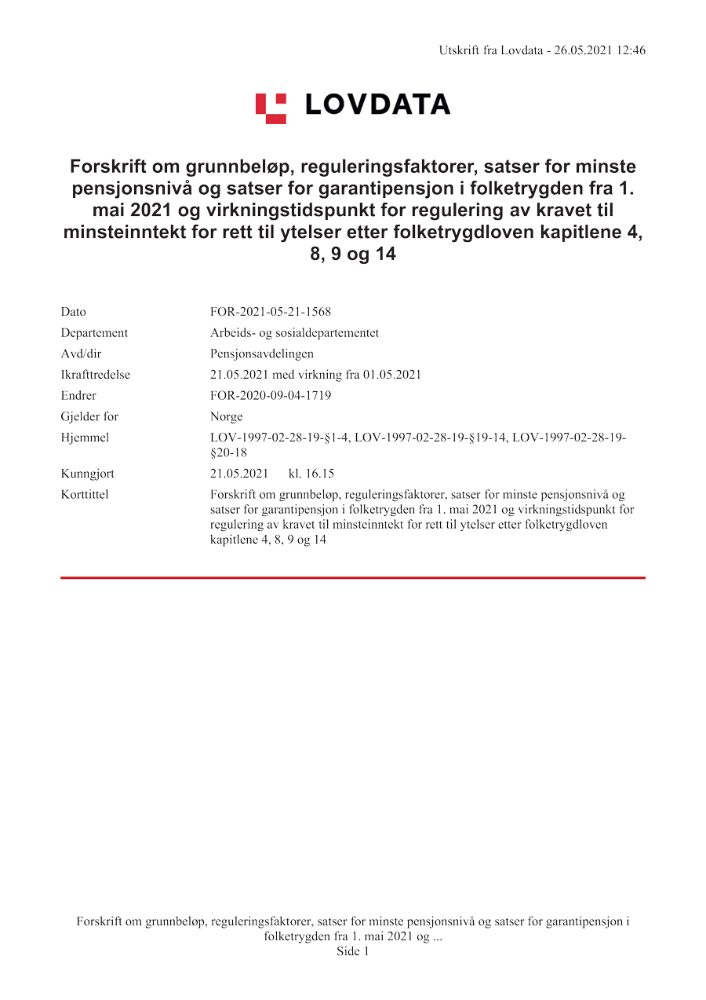 Utskrift fra Lovdata - 26.05.2021 12:46
LOVDATA
Forskrift om grunnbeløp, reguleringsfaktorer, satser for minste
pensjonsnivå og satser for garantipensjon i folketrygden fra 1.
mai 2021 og virkningstidspunkt for regulering av kravet til
minsteinntekt for rett til ytelser etter folketrygdloven kapitlene 4,
8, 9 og 14
Dato FOR-2021-05-21-1568
Departement Arbeids- og sosialdepartementet
Avd/dir Pensjonsavdelingen
Ikrafttredelse 21.05.2021 med virkning fra 01.05.2021
Endrer FOR-2020-09-04-1719
Gjelder for Norge
Hjemmel LOV-1997-02-28-19-§1-4, LOV-1997-02-28-19-§19-14, LOV-1997-02-28-19-
§20-18
Kunngjort 21.05.2021 kl. 16.15
Korttittel Forskrift om grunnbeløp, reguleringsfaktorer, satser for minste pensjonsnivå og
satser for garantipensjon i folketrygden fra 1. mai 2021 og virkningstidspunkt for
regulering av kravet til minsteinntekt for rett til ytelser etter folketrygdloven
kapitlene 4, 8, 9 og 14
Forskrift om grunnbeløp, reguleringsfaktorer, satser for minste pensjonsnivå og satser for garantipensjon i
folketrygden fra 1. mai 2021 og ...
Side 1